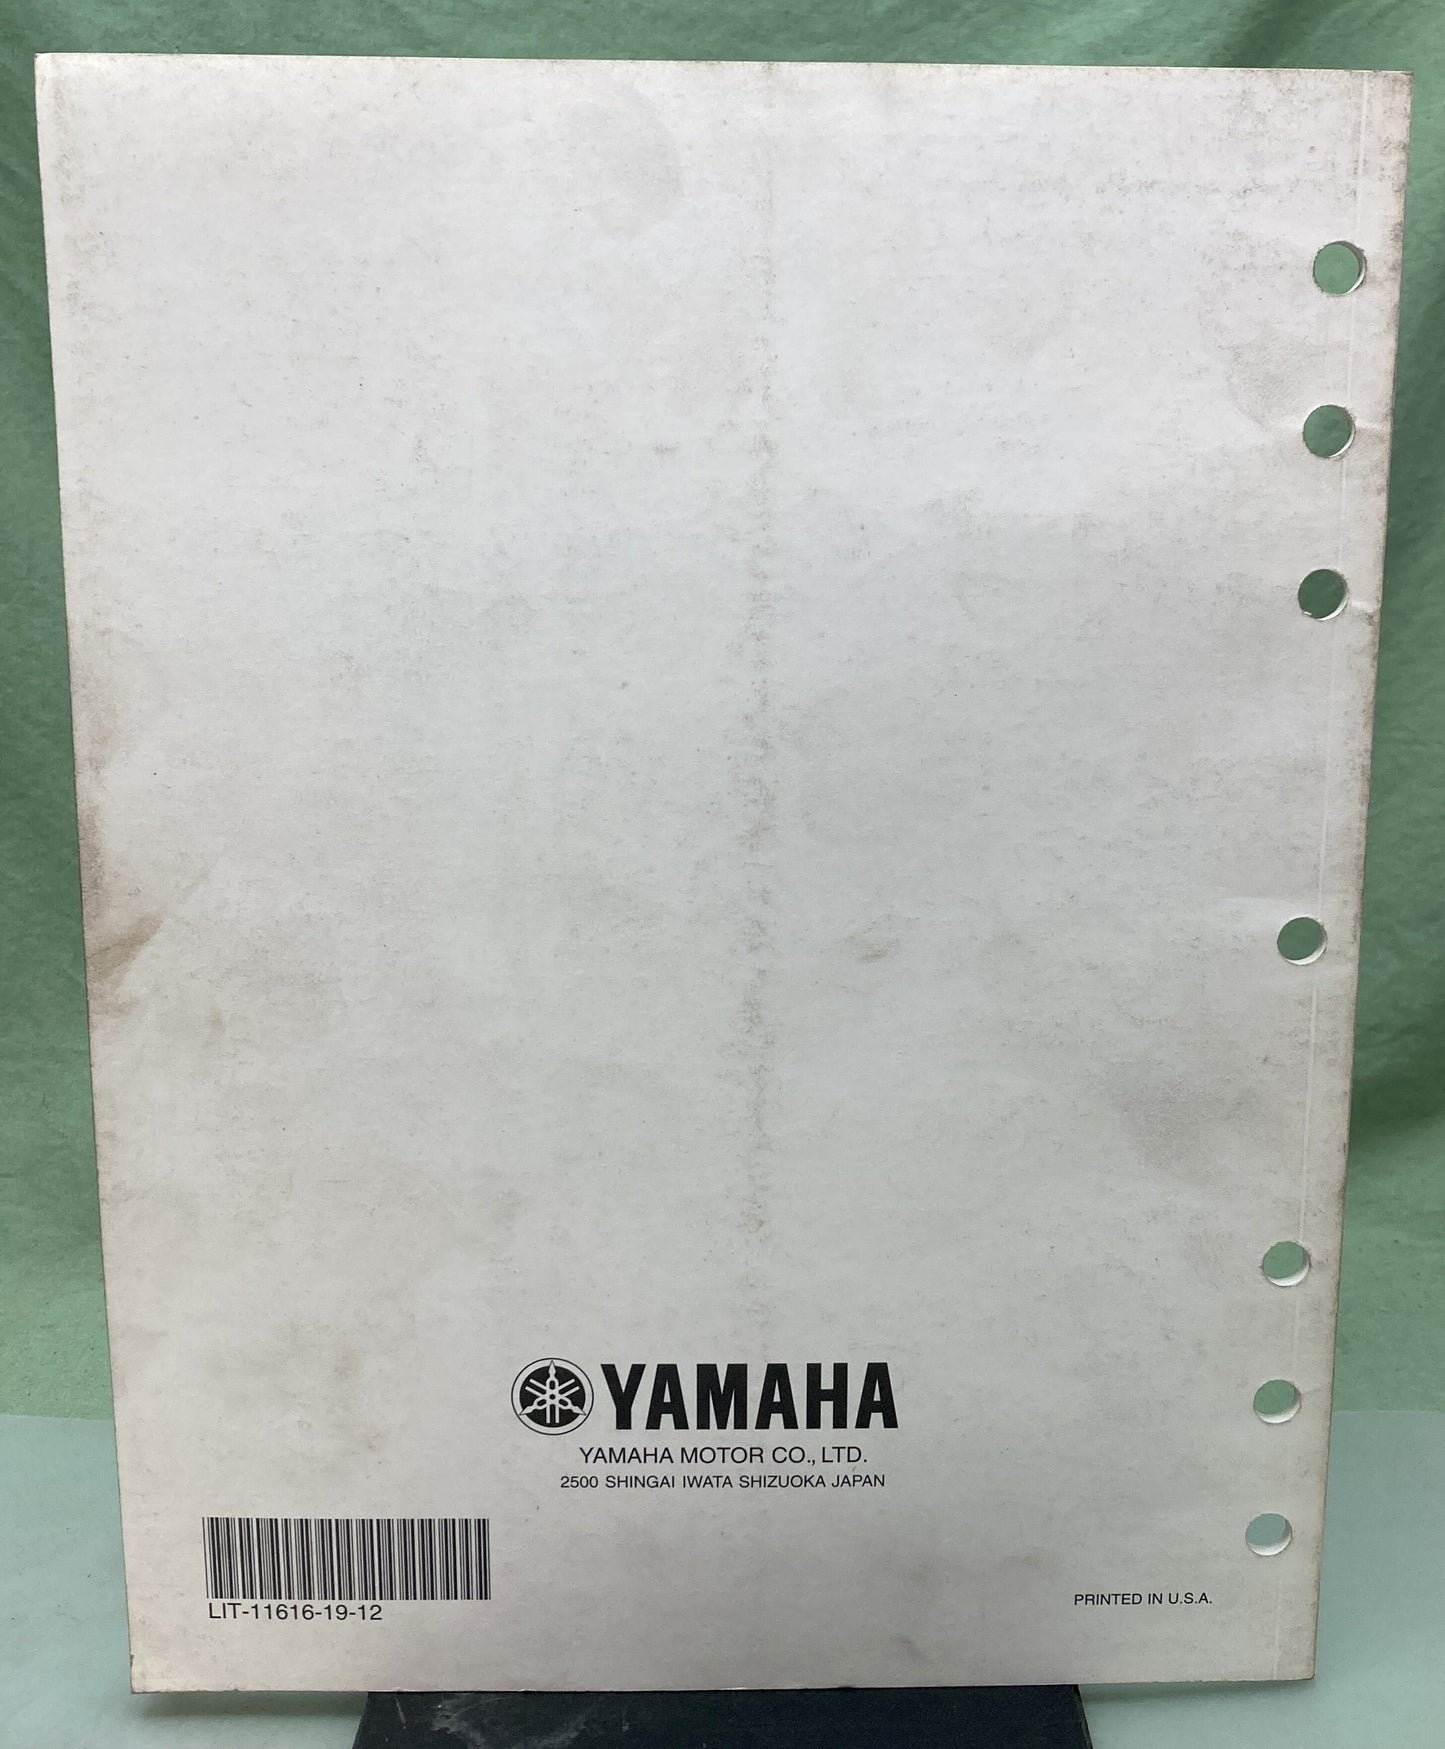 YAMAHA
YAMAHA MOTOR CO., LTD.
2500 SHINGAI IWATA SHIZUOKA JAPAN
LIT-11616-19-12
PRINTED IN U.S.A.